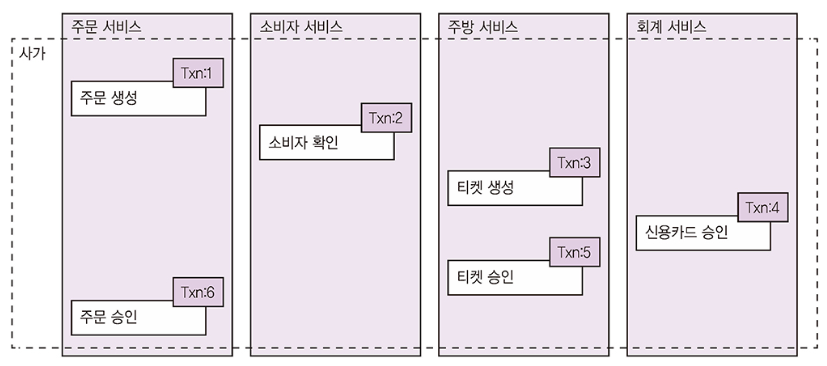 주문 서비스
소비자 서비스
주방 서비스
회계 서비스
사가
Txn:1
주문 생성
Txn:2
소비자 확인
Txn:3
티켓 생성
Txn:4
신용카드 승인
Txn:5
티켓 승인
Txn:6
주문 승인